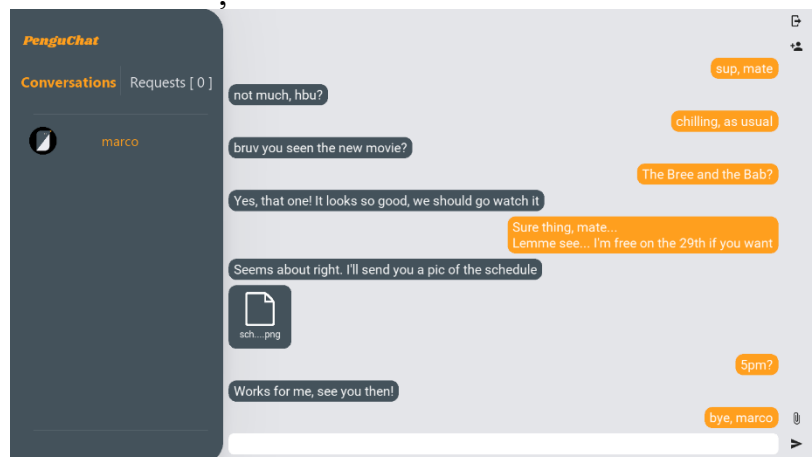 ,
PenguChat
Conversations Requests [ 0 ]
marco
sup, mate
not much, hbu?
chilling, as usual
bruv you seen the new movie?
The Bree and the Bab?
Yes, that one! It looks so good, we should go watch it
Sure thing, mate...
Lemme see... I'm free on the 29th if you want
Seems about right. I'll send you a pic of the schedule
sch....png
5pm?
Works for me, see you then!
bye, marco